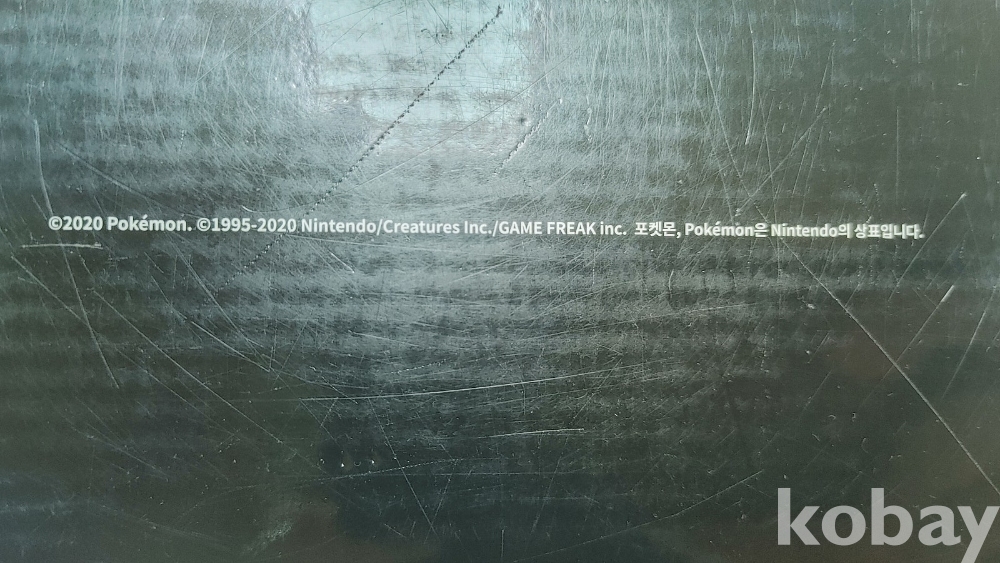 ©2020 Pokémon. ©1995-2020 Nintendo/Creatures Inc./GAME FREAK inc. 포켓몬, Pokémon은 Nintendo의 상표입니다.
kobay